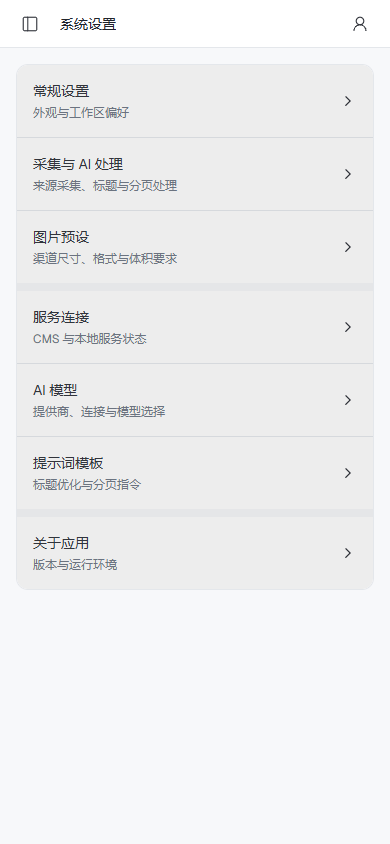 系统设置
常规设置
外观与工作区偏好
采集与 AI 处理
来源采集、标题与分页处理
图片预设
渠道尺寸、格式与体积要求
服务连接
CMS 与本地服务状态
AI 模型
提供商、连接与模型选择
提示词模板
标题优化与分页指令
关于应用
版本与运行环境